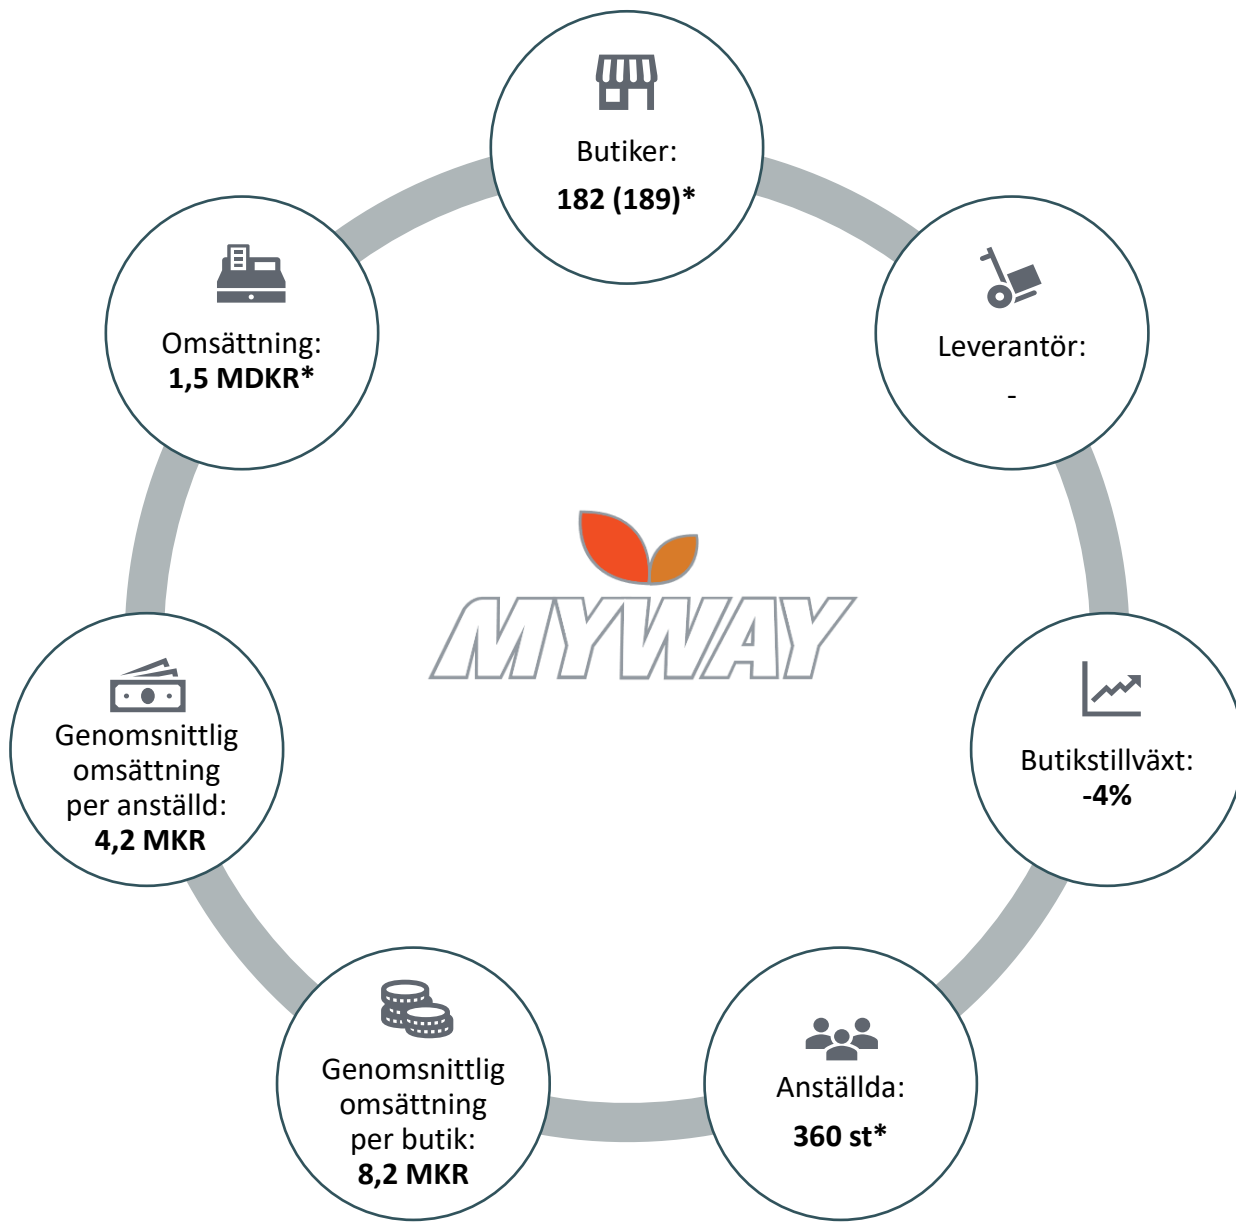 Butiker:
182 (189)*
Leverantör:
-
Butikstillväxt:
-4%
Anställda:
360 st*
Genomsnittlig
omsättning
per butik:
8,2 MKR
Genomsnittlig
omsättning
per anställd:
4,2 MKR
Omsättning:
1,5 MDKR*
MYWAY